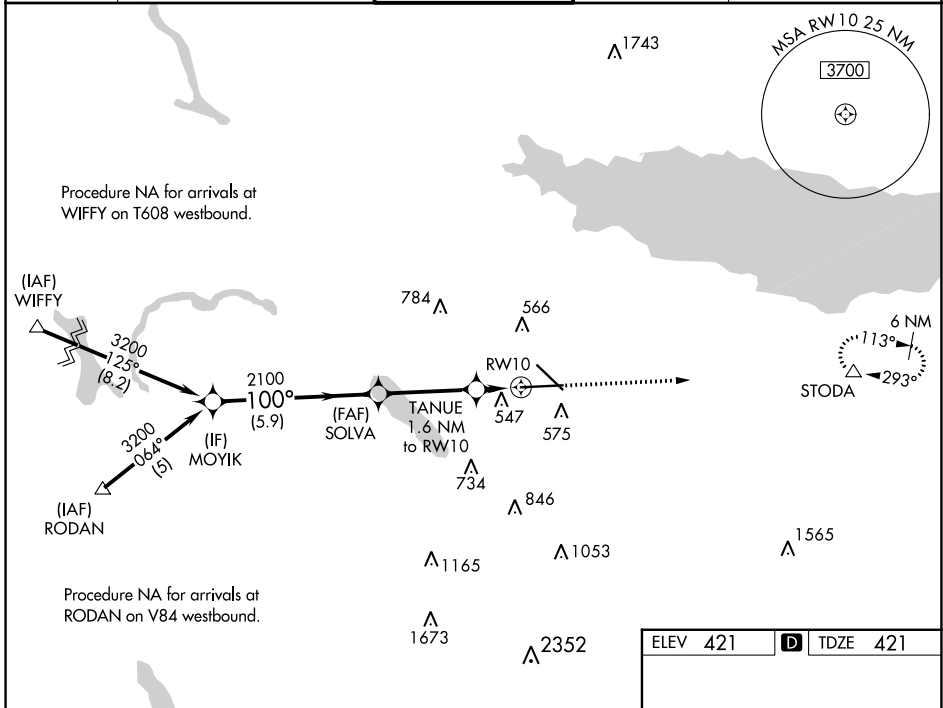 1743
MSA RW10 25 NM
3700
Procedure NA for arrivals at
WIFFY on T608 westbound.
(IAF)
WIFFY
3200
125°
(8.2)
784
566
6 NM
113°
293°
STODA
RW10
2100
100°
(5.9)
(FAF)
SOLVA
TANUE
1.6 NM
to RW10
547
575
(IF)
MOYIK
3200
064°
(5)
(IAF)
RODAN
734
846
1165
1053
1565
Procedure NA for arrivals at
RODAN on V84 westbound.
1673
2352
ELEV 421 D TDZE 421